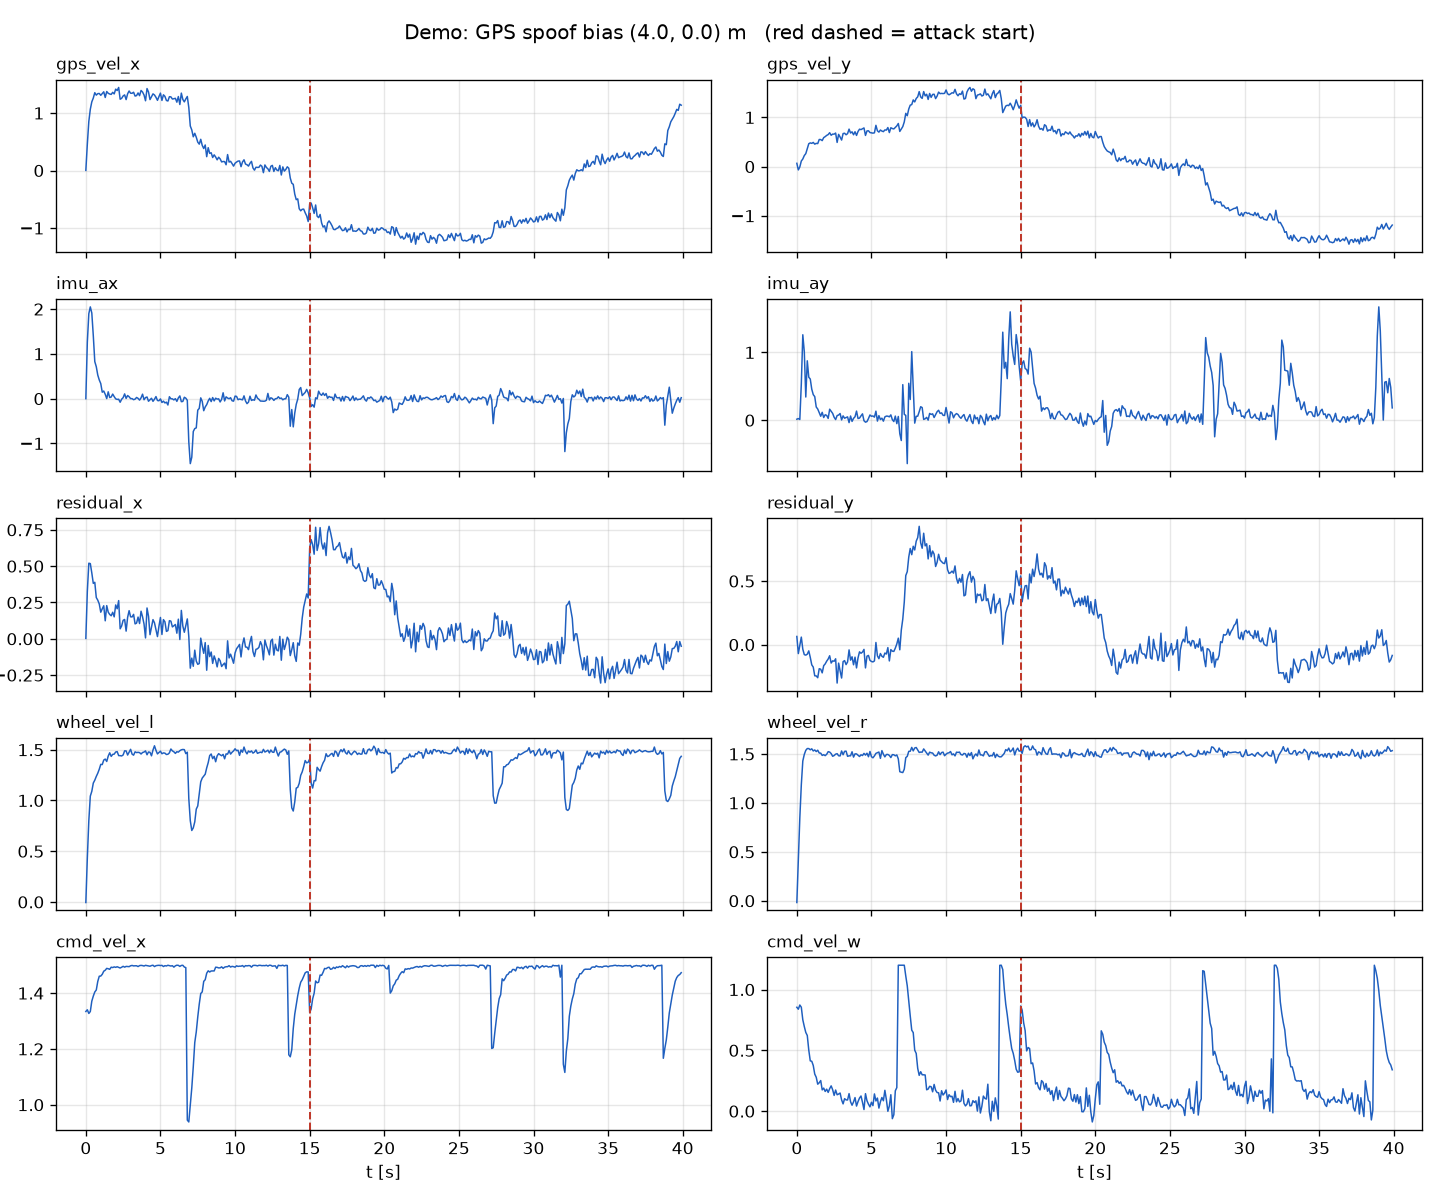 Demo: GPS spoof bias (4.0, 0.0) m   (red dashed = attack start)
gps_vel_x
1
0
−1
gps_vel_y
1
0
−1
imu_ax
2
1
0
−1
imu_ay
1
0
residual_x
0.75
0.50
0.25
0.00
−0.25
residual_y
0.5
0.0
wheel_vel_l
1.5
1.0
0.5
0.0
wheel_vel_r
1.5
1.0
0.5
0.0
cmd_vel_x
1.4
1.2
1.0
0 5 10 15 20 25 30 35 40
t [s]
cmd_vel_w
1.0
0.5
0.0
0 5 10 15 20 25 30 35 40
t [s]